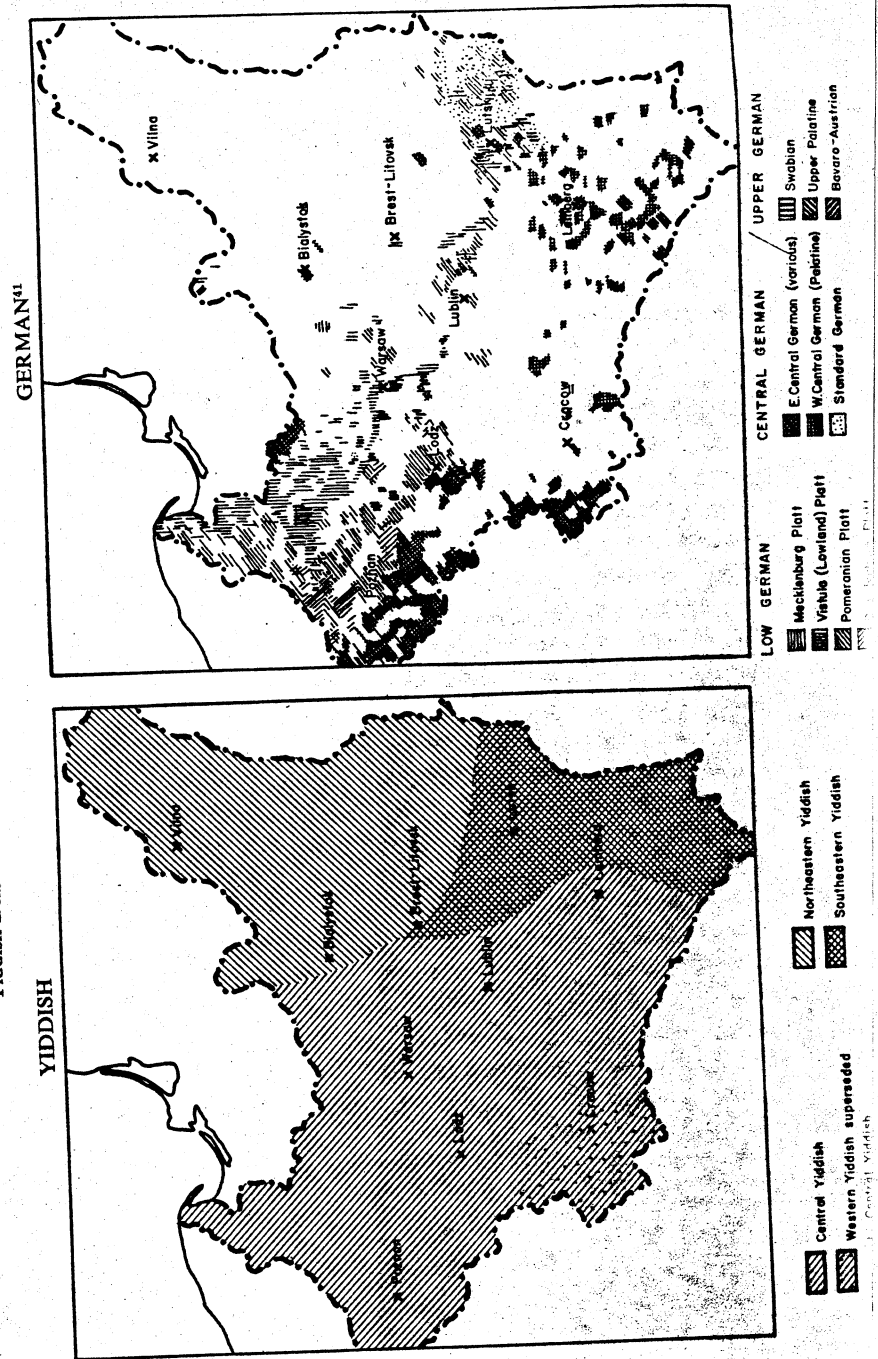 YIDDISH
Vilna
Bialystok
Brest-Litovsk
Warsaw
Lublin
Lodz
Poznan
Cracow
Lemberg
Central Yiddish
Western Yiddish superseded
Central Yiddish
Northeastern Yiddish
Southeastern Yiddish
GERMAN41
Vilna
Bialystok
Brest-Litovsk
Warsaw
Lublin
Lutsk
Lodz
Poznan
Cracow
Lemberg
LOW GERMAN
Mecklenburg Platt
Vistula (Lowland) Platt
Pomeranian Platt
CENTRAL GERMAN
E. Central German (various)
W. Central German (Palatine)
Standard German
UPPER GERMAN
Swabian
Upper Palatine
Bavaro-Austrian